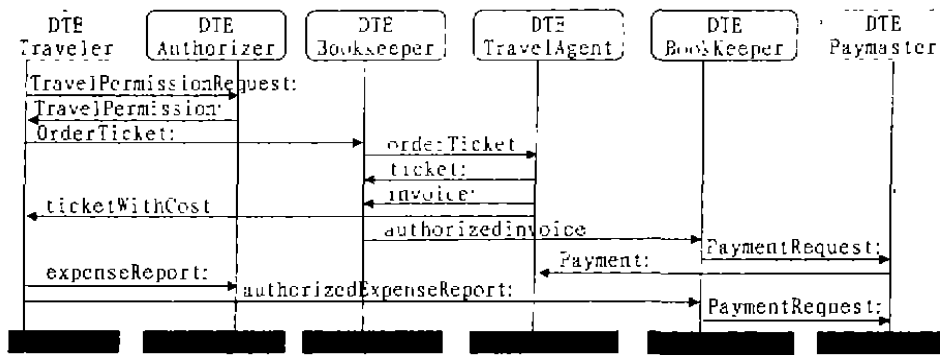 DTE Traveler
DTE Authorizer
DTE Bookkeeper
DTE TravelAgent
DTE BookKeeper
DTE Paymaster
TravelPermissionRequest:
TravelPermission:
OrderTicket:
orderTicket
ticket:
invoice:
ticketWithCost
authorizedinvoice
PaymentRequest:
Payment:
expenseReport:
authorizedExpenseReport:
PaymentRequest: